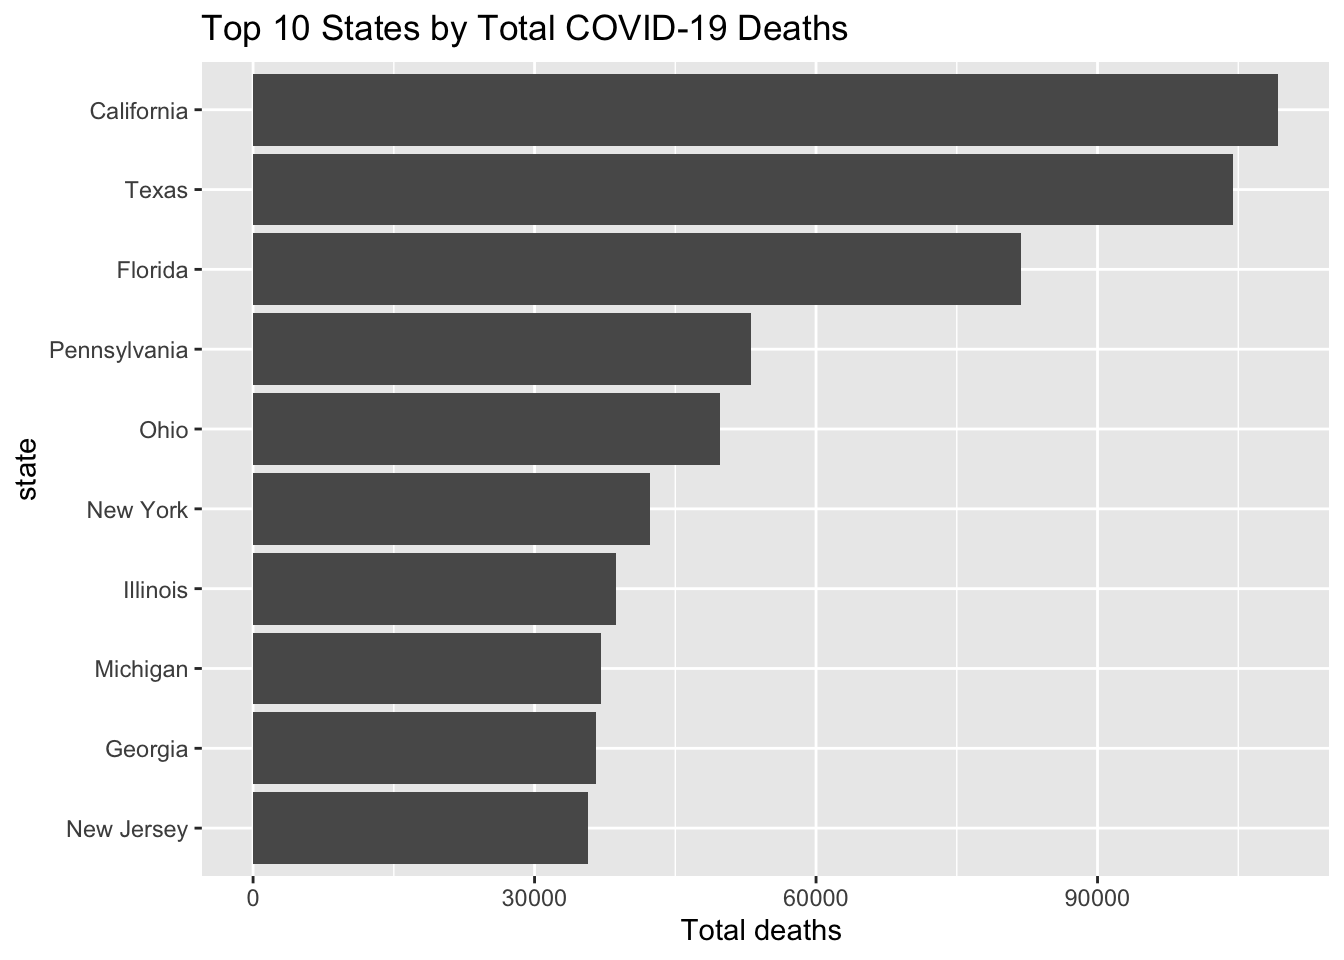 Top 10 States by Total COVID-19 Deaths
California
Texas
Florida
Pennsylvania
Ohio
New York
Illinois
Michigan
Georgia
New Jersey
state
0 30000 60000 90000
Total deaths